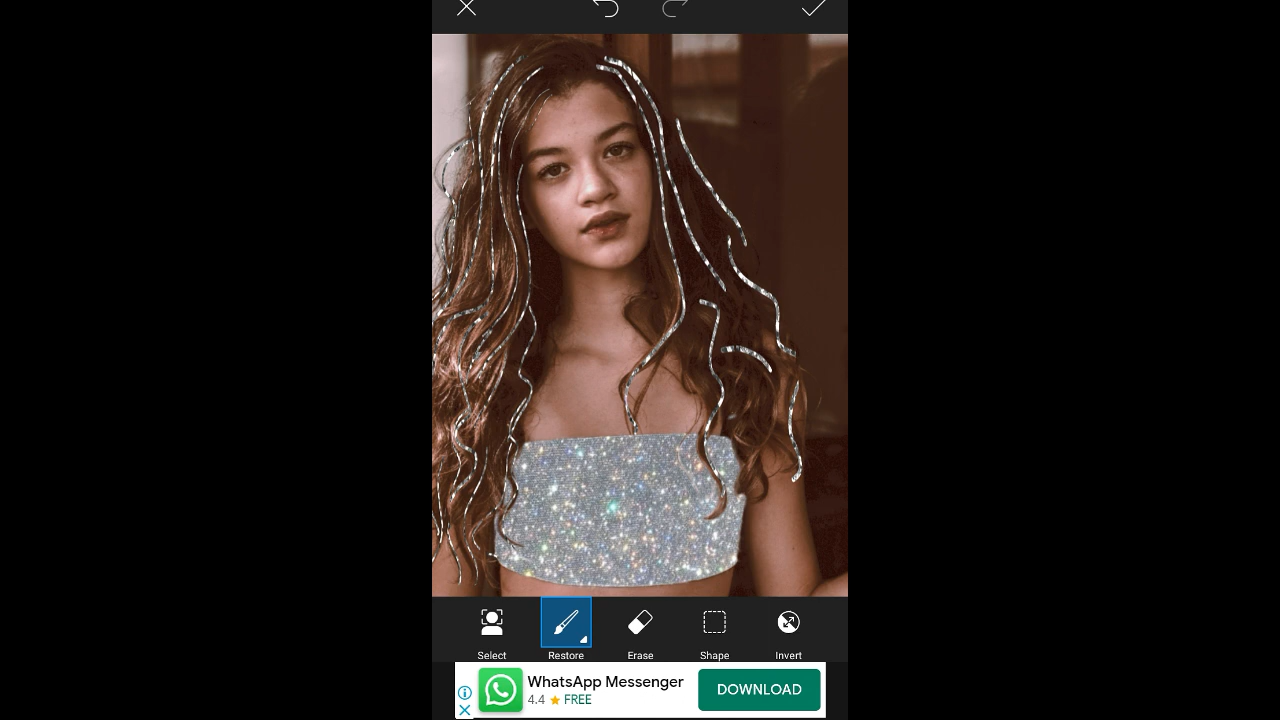 Select
Restore
Erase
Shape
Invert
WhatsApp Messenger
4.4 ★ FREE
DOWNLOAD